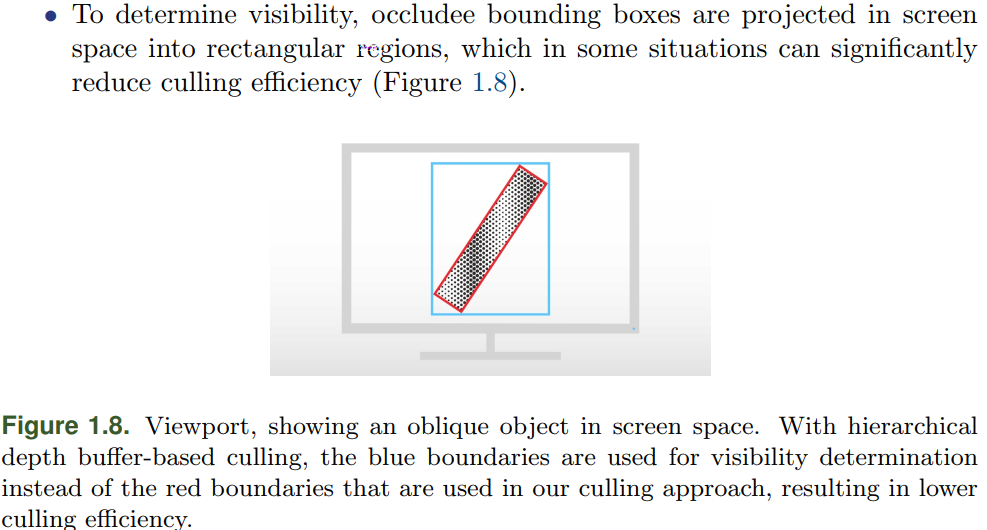 • To determine visibility, occludee bounding boxes are projected in screen
space into rectangular regions, which in some situations can significantly
reduce culling efficiency (Figure 1.8).
Figure 1.8. Viewport, showing an oblique object in screen space. With hierarchical
depth buffer-based culling, the blue boundaries are used for visibility determination
instead of the red boundaries that are used in our culling approach, resulting in lower
culling efficiency.